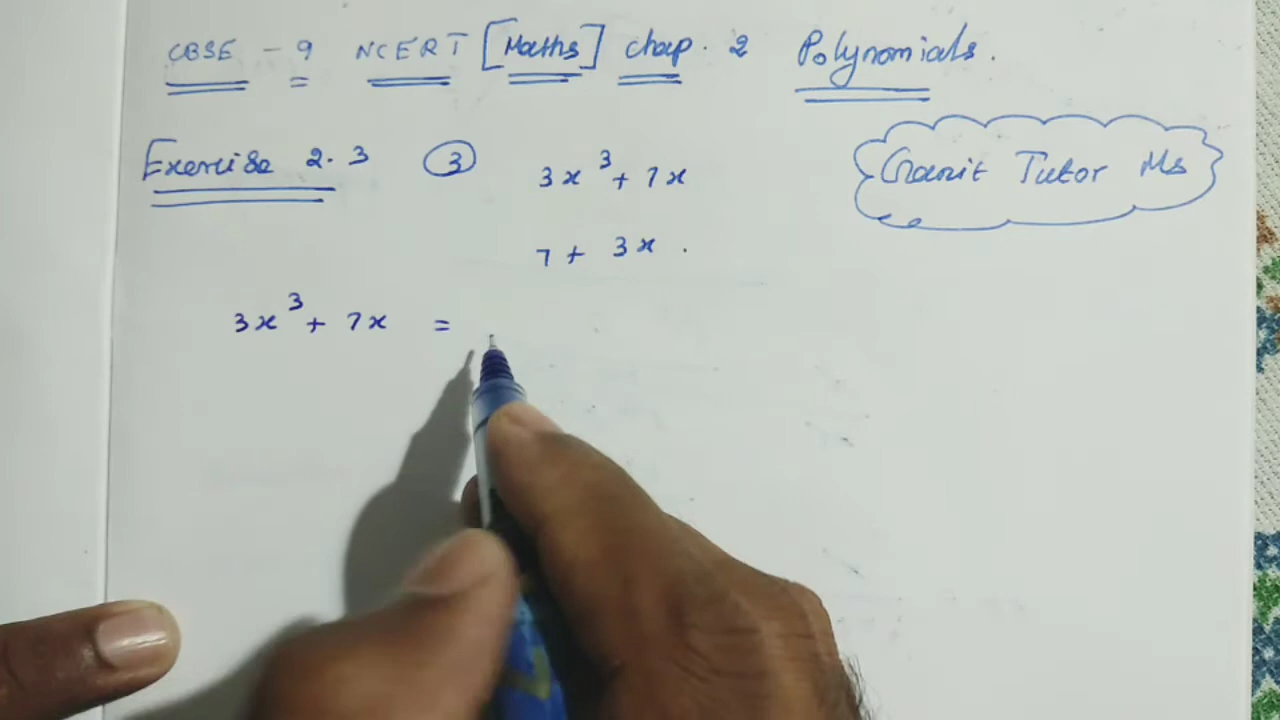 CBSE - 9 NCERT [Maths] chap. 2 Polynomials.
Exercise 2.3 ③ 3x³ + 7x
Ganit Tutor Ms
7 + 3x.
3x³ + 7x =